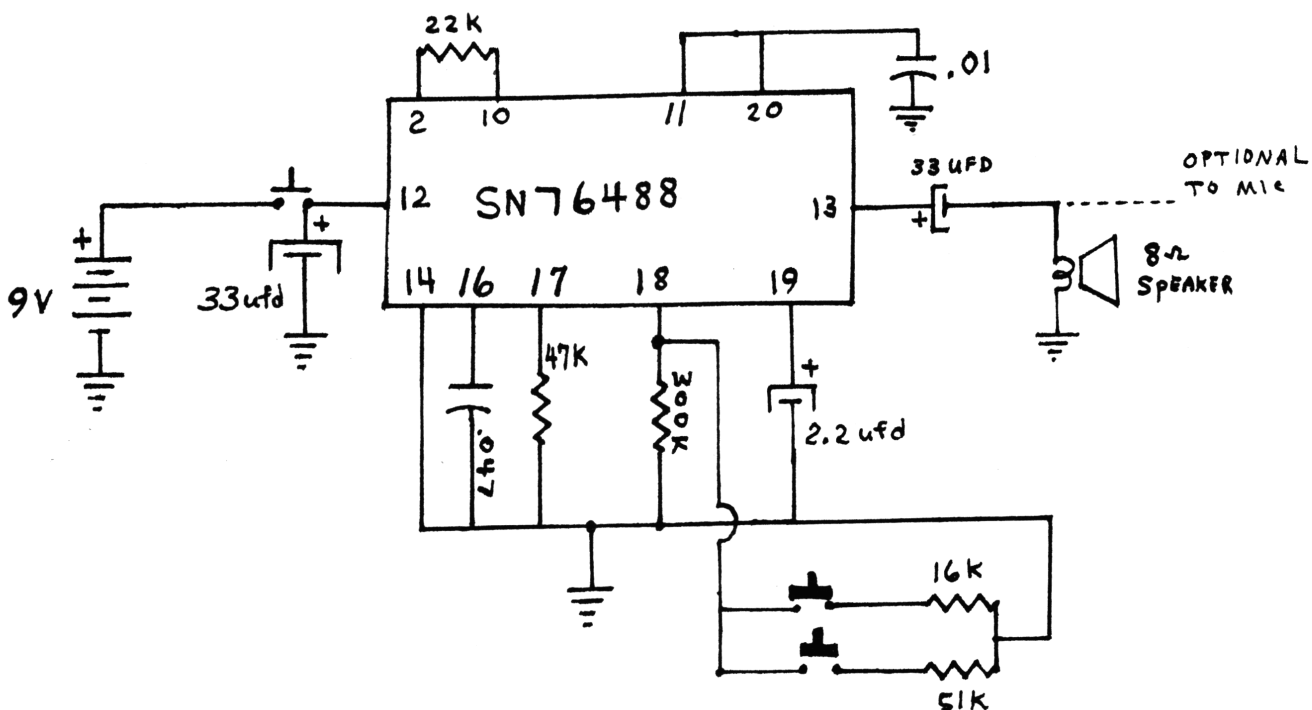 22K
.01
2
10
11
20
33 UFD
OPTIONAL
TO MIC
12
SN76488
13
+
+
+
9V
33ufd
14
16
17
18
19
8Ω
SPEAKER
47K
300K
+
.047
2.2 ufd
16K
51K